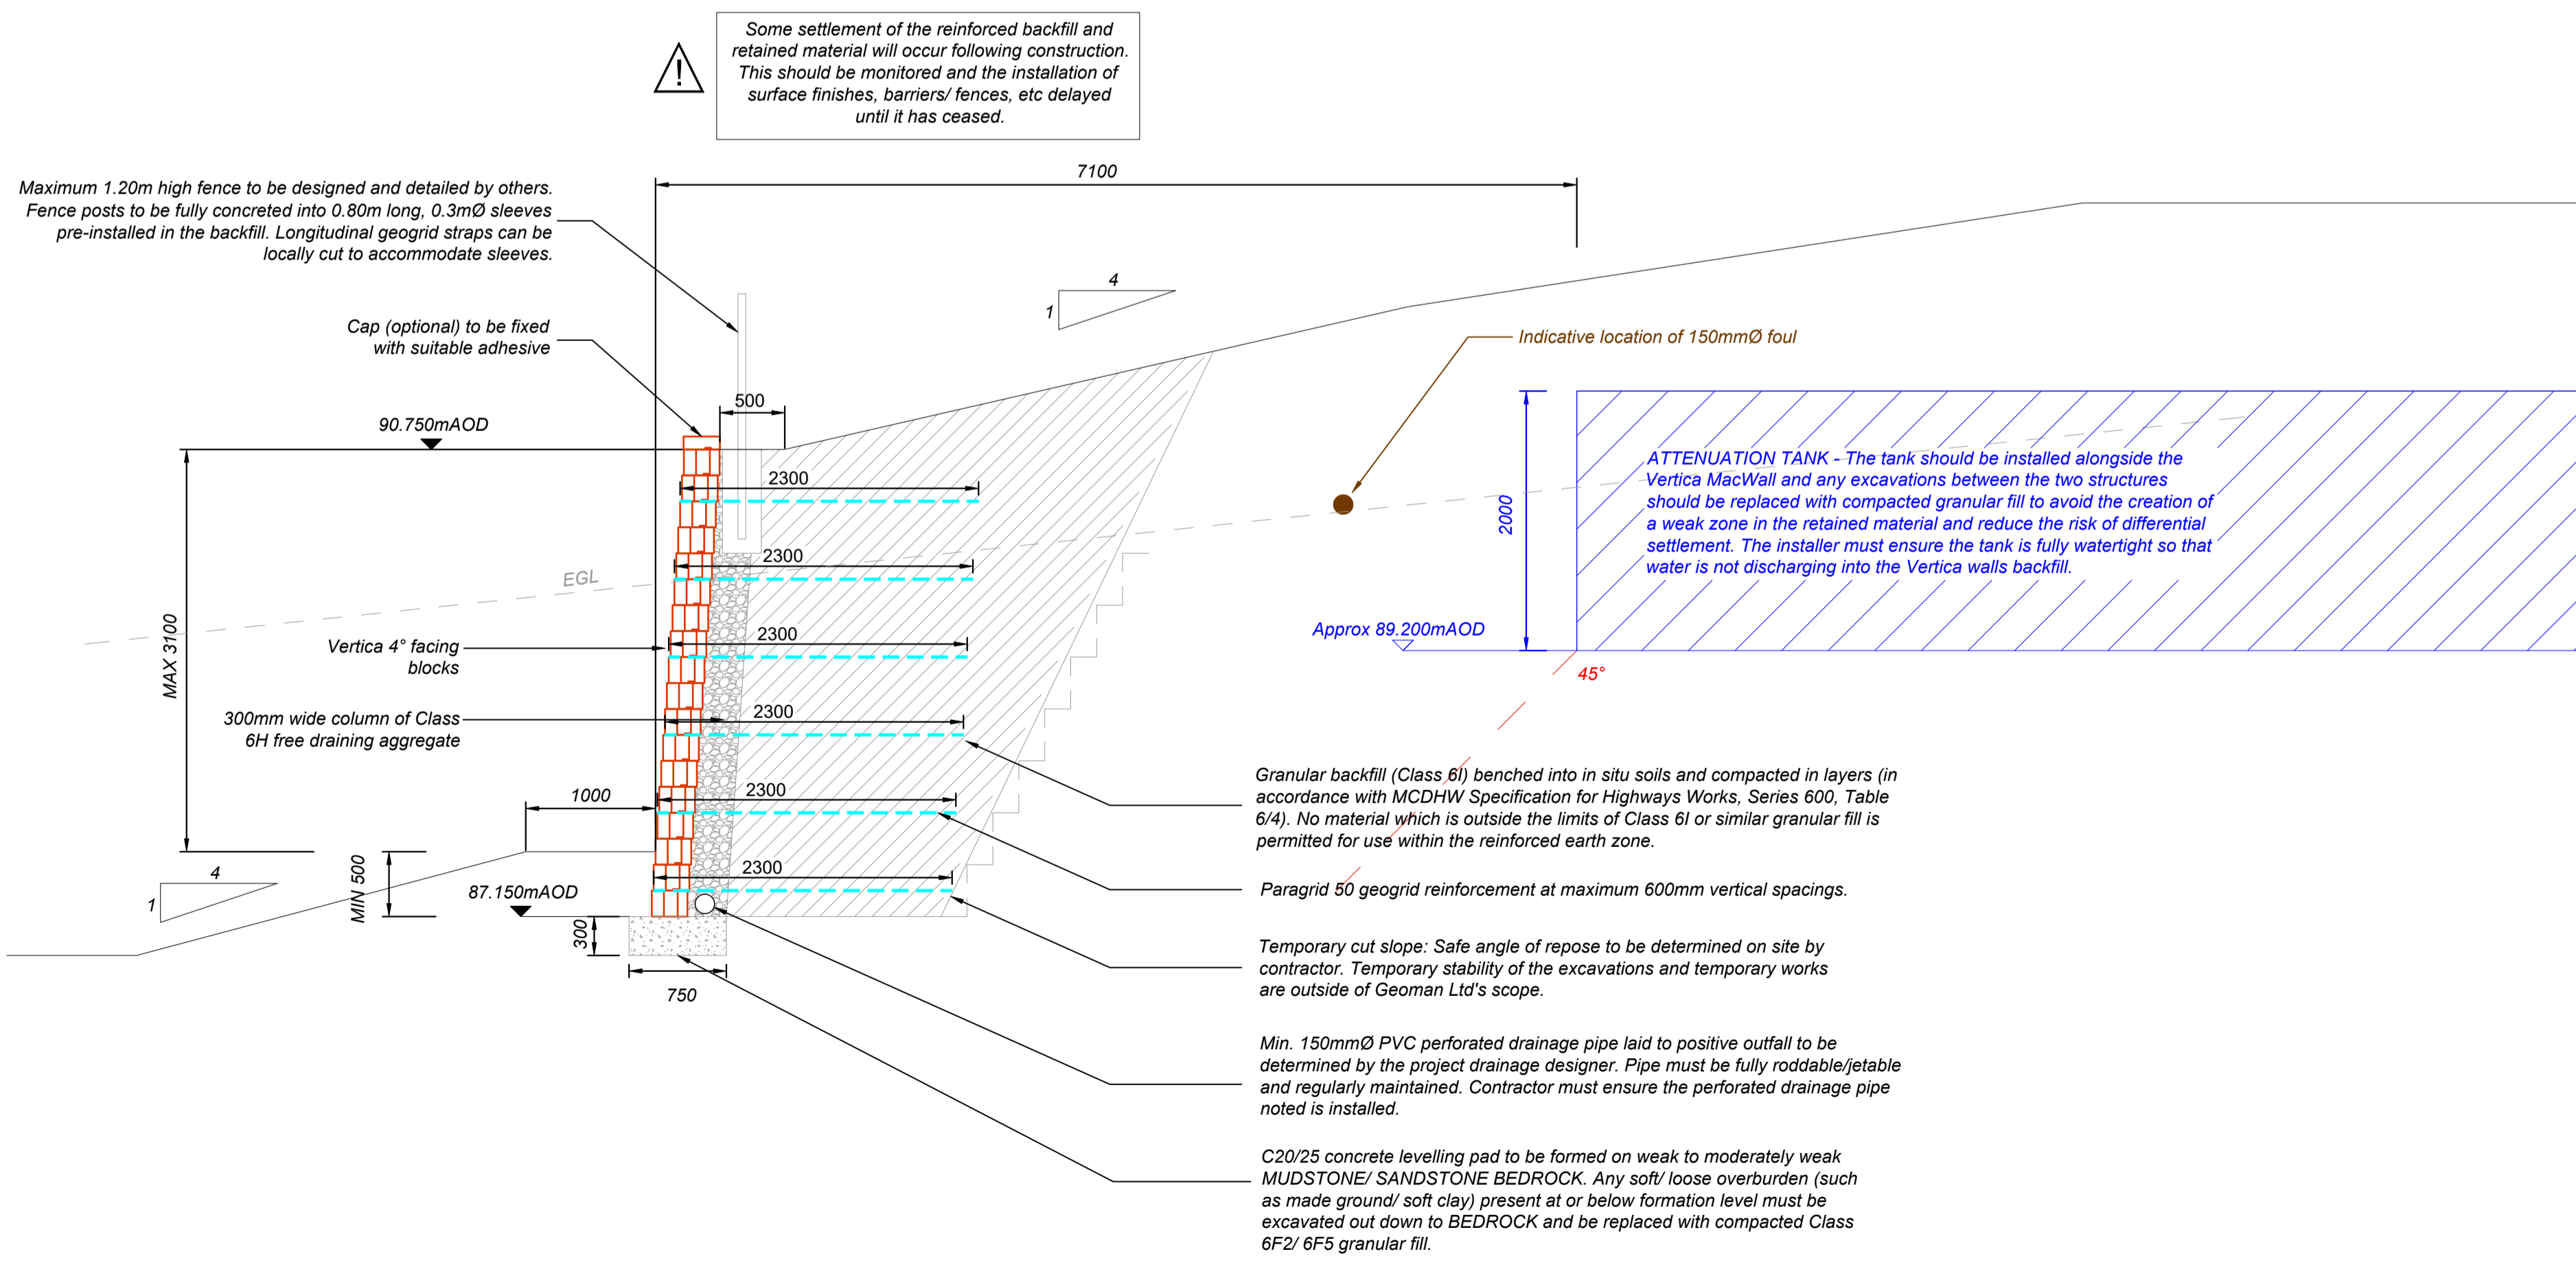 Some settlement of the reinforced backfill and
retained material will occur following construction.
This should be monitored and the installation of
surface finishes, barriers/ fences, etc delayed
until it has ceased.
!
7100
Maximum 1.20m high fence to be designed and detailed by others.
Fence posts to be fully concreted into 0.80m long, 0.3mØ sleeves
pre-installed in the backfill. Longitudinal geogrid straps can be
locally cut to accommodate sleeves.
4
1
Cap (optional) to be fixed
with suitable adhesive
Indicative location of 150mmØ foul
500
90.750mAOD
2300
ATTENUATION TANK - The tank should be installed alongside the
Vertica MacWall and any excavations between the two structures
should be replaced with compacted granular fill to avoid the creation of
a weak zone in the retained material and reduce the risk of differential
settlement. The installer must ensure the tank is fully watertight so that
water is not discharging into the Vertica walls backfill.
2000
2300
EGL
MAX 3100
Approx 89.200mAOD
2300
Vertica 4° facing
blocks
45°
2300
300mm wide column of Class
6H free draining aggregate
Granular backfill (Class 6I) benched into in situ soils and compacted in layers (in
accordance with MCDHW Specification for Highways Works, Series 600, Table
6/4). No material which is outside the limits of Class 6I or similar granular fill is
permitted for use within the reinforced earth zone.
2300
1000
MIN 500
4
1
2300
87.150mAOD
Paragrid 50 geogrid reinforcement at maximum 600mm vertical spacings.
300
750
Temporary cut slope: Safe angle of repose to be determined on site by
contractor. Temporary stability of the excavations and temporary works
are outside of Geoman Ltd's scope.
Min. 150mmØ PVC perforated drainage pipe laid to positive outfall to be
determined by the project drainage designer. Pipe must be fully roddable/jetable
and regularly maintained. Contractor must ensure the perforated drainage pipe
noted is installed.
C20/25 concrete levelling pad to be formed on weak to moderately weak
MUDSTONE/ SANDSTONE BEDROCK. Any soft/ loose overburden (such
as made ground/ soft clay) present at or below formation level must be
excavated out down to BEDROCK and be replaced with compacted Class
6F2/ 6F5 granular fill.